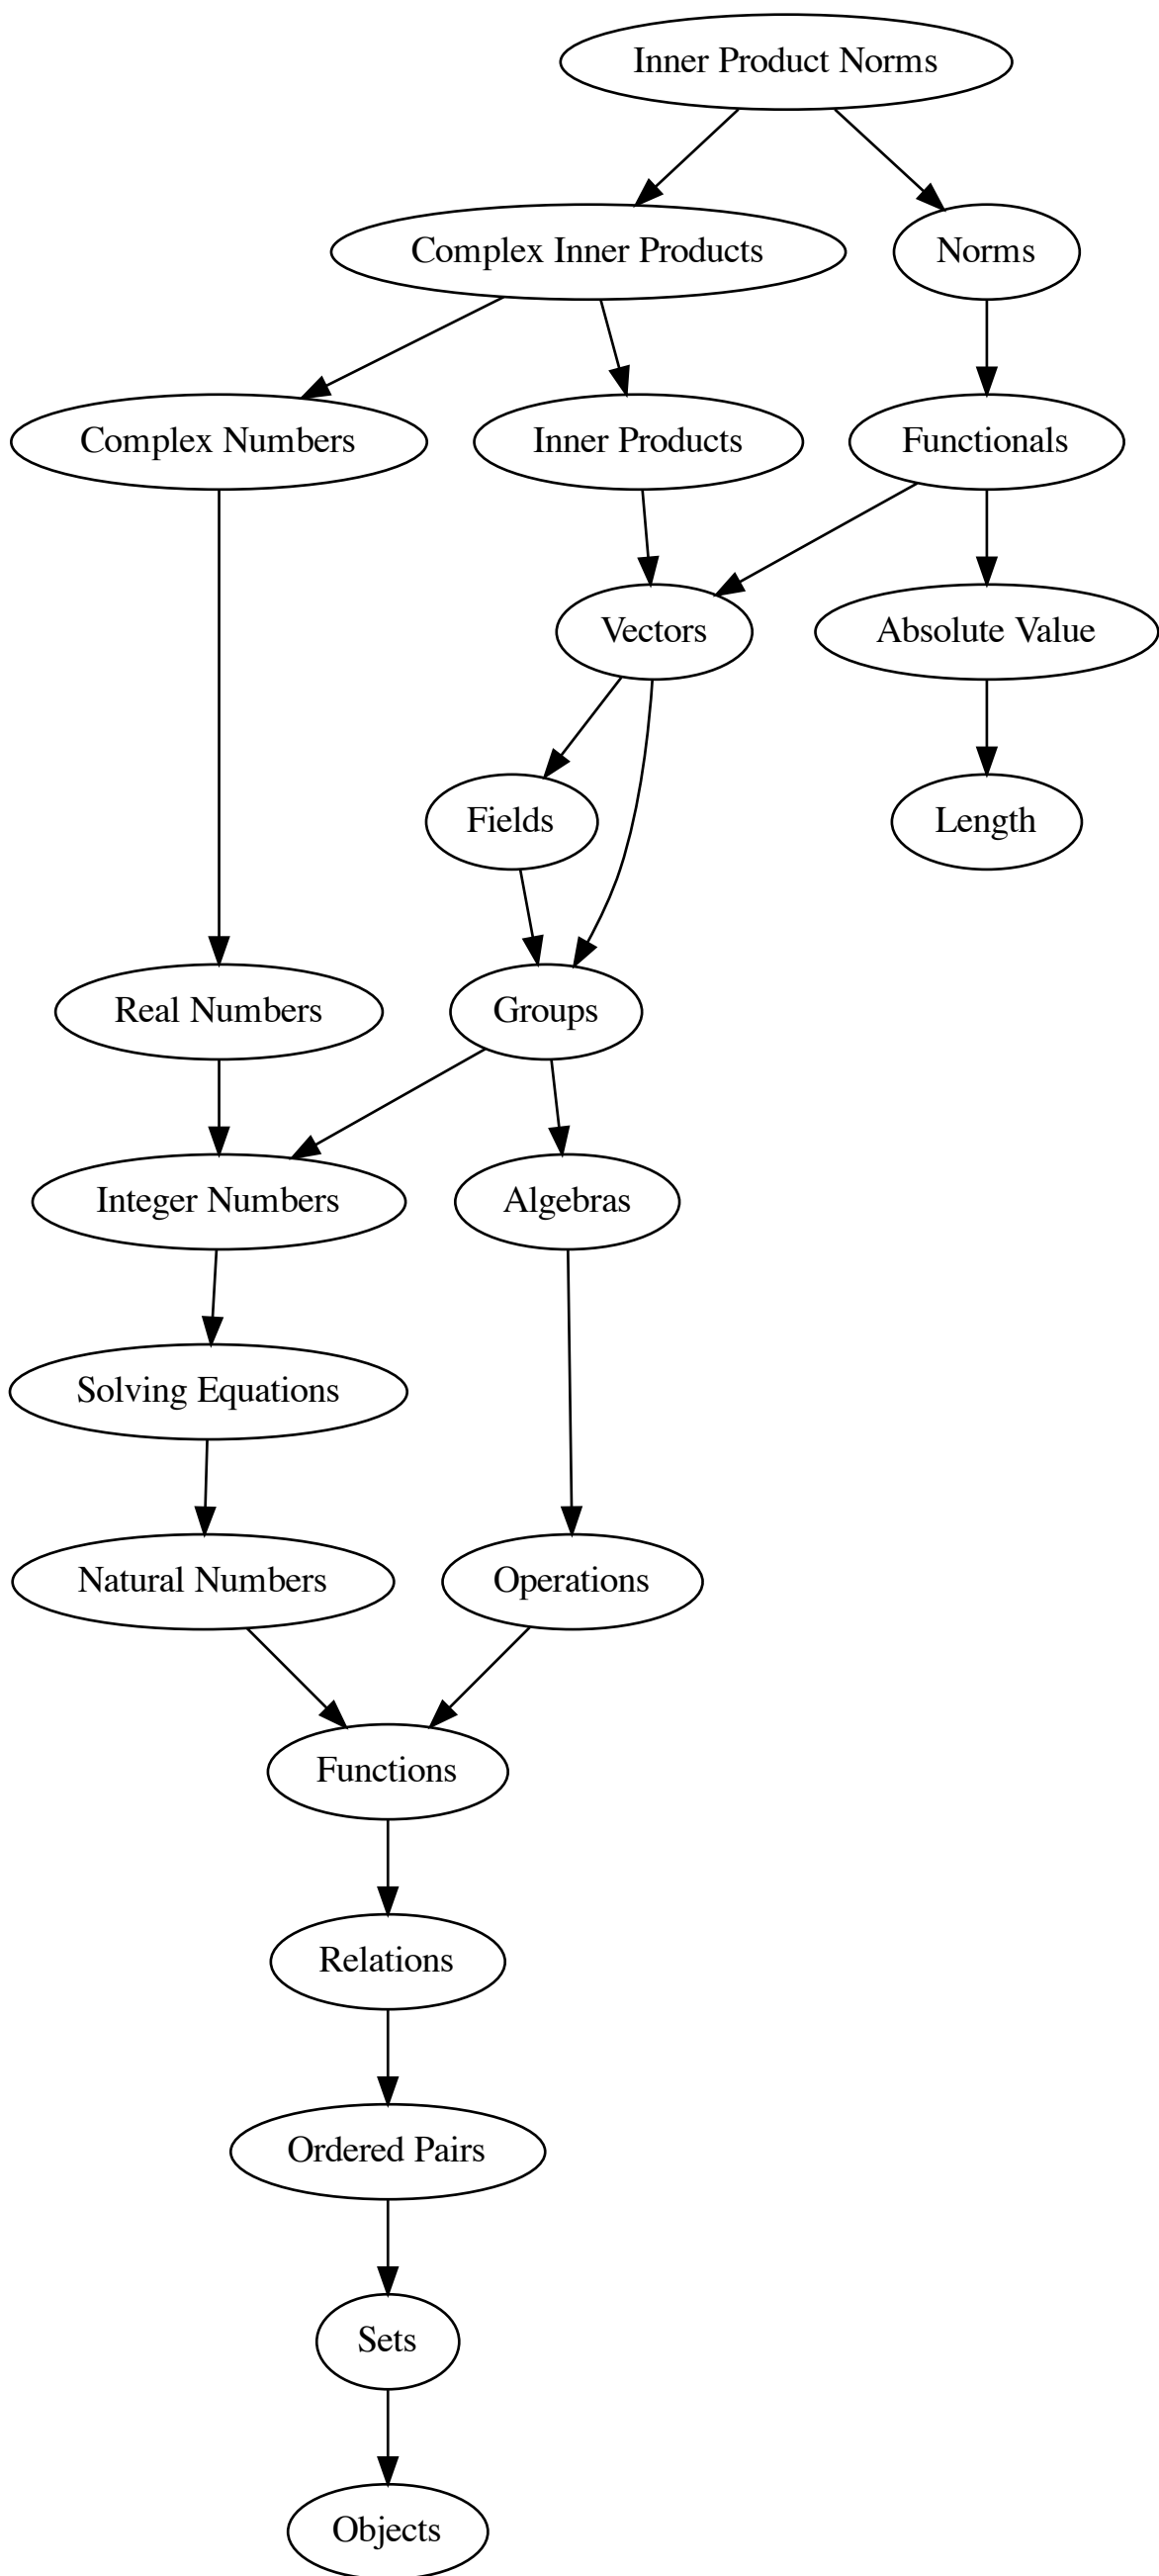 Inner Product Norms
Complex Inner Products
Norms
Complex Numbers
Inner Products
Functionals
Vectors
Absolute Value
Fields
Length
Real Numbers
Groups
Integer Numbers
Algebras
Solving Equations
Natural Numbers
Operations
Functions
Relations
Ordered Pairs
Sets
Objects